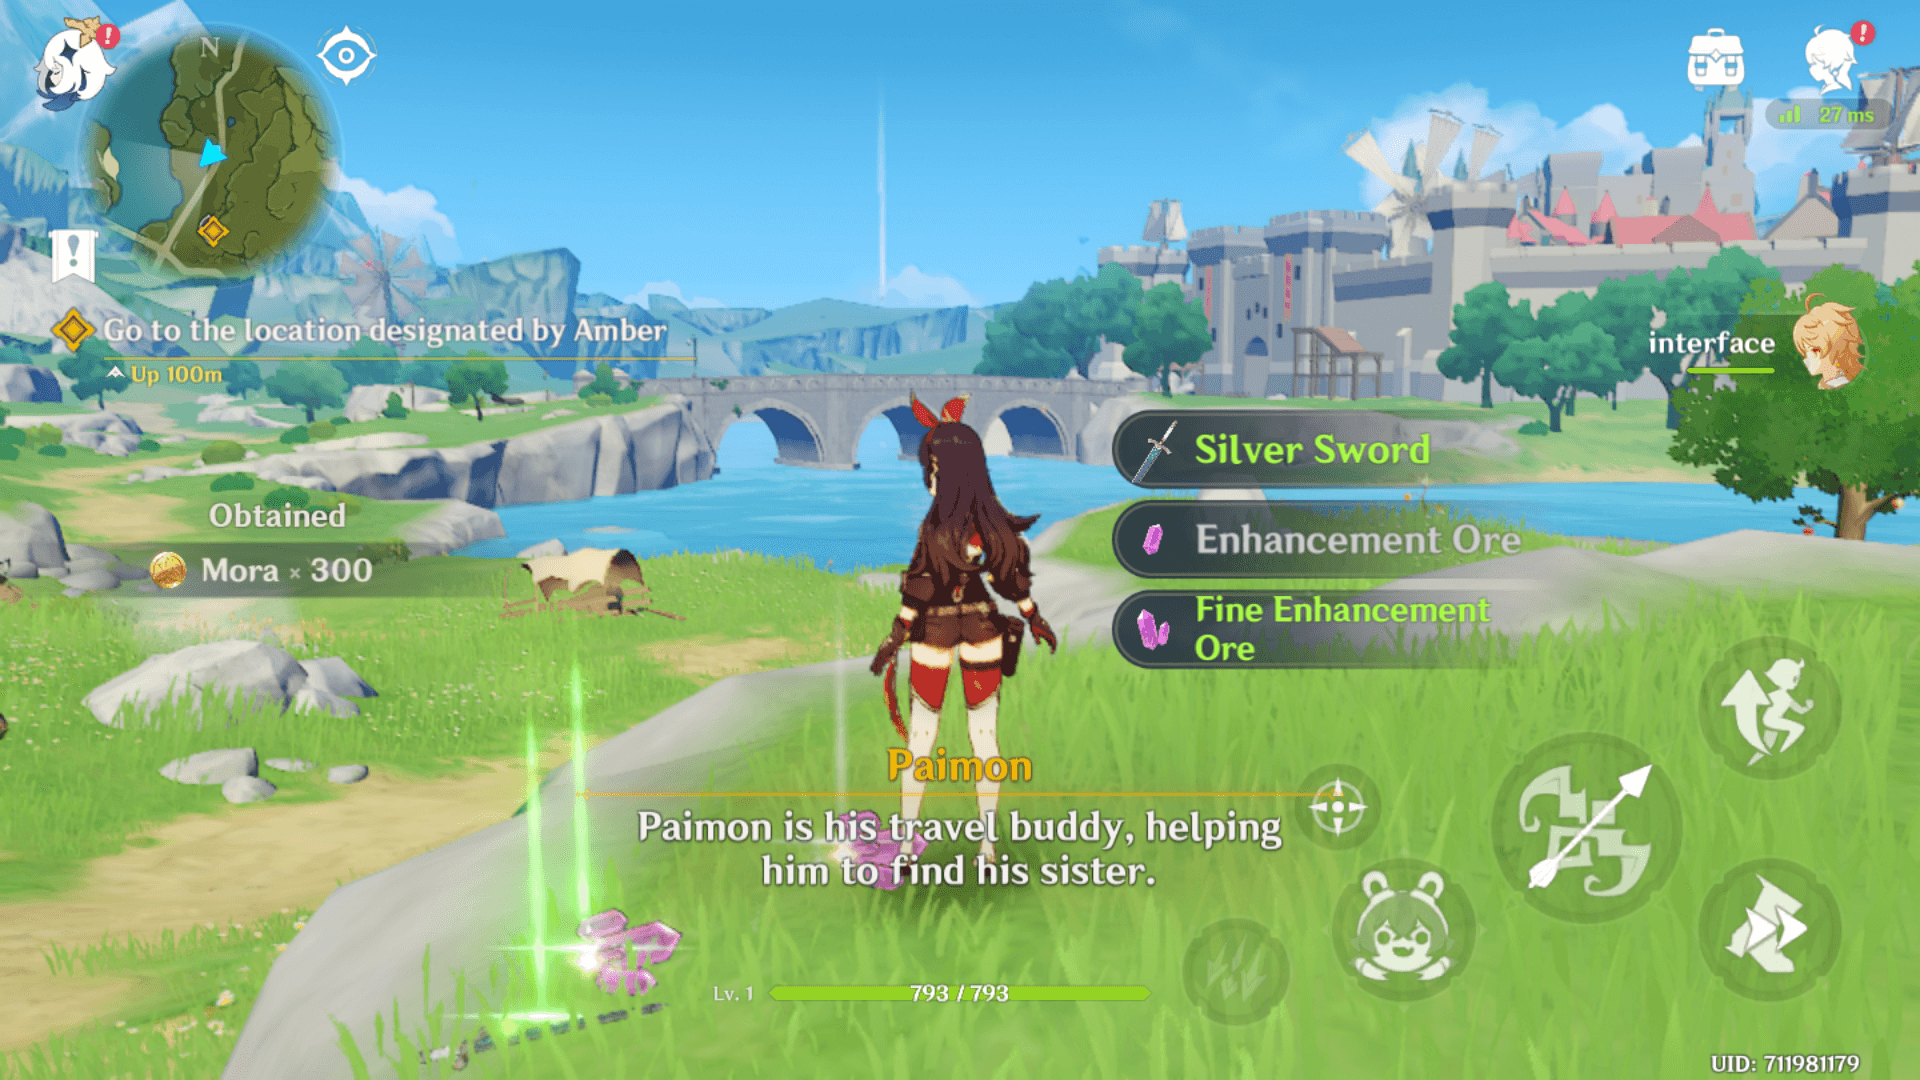 N
27 ms
Go to the location designated by Amber
Up 100m
interface
Silver Sword
Obtained
Enhancement Ore
Mora × 300
Fine Enhancement
Ore
Paimon
Paimon is his travel buddy, helping
him to find his sister.
Lv. 1
793 / 793
UID: 711981179